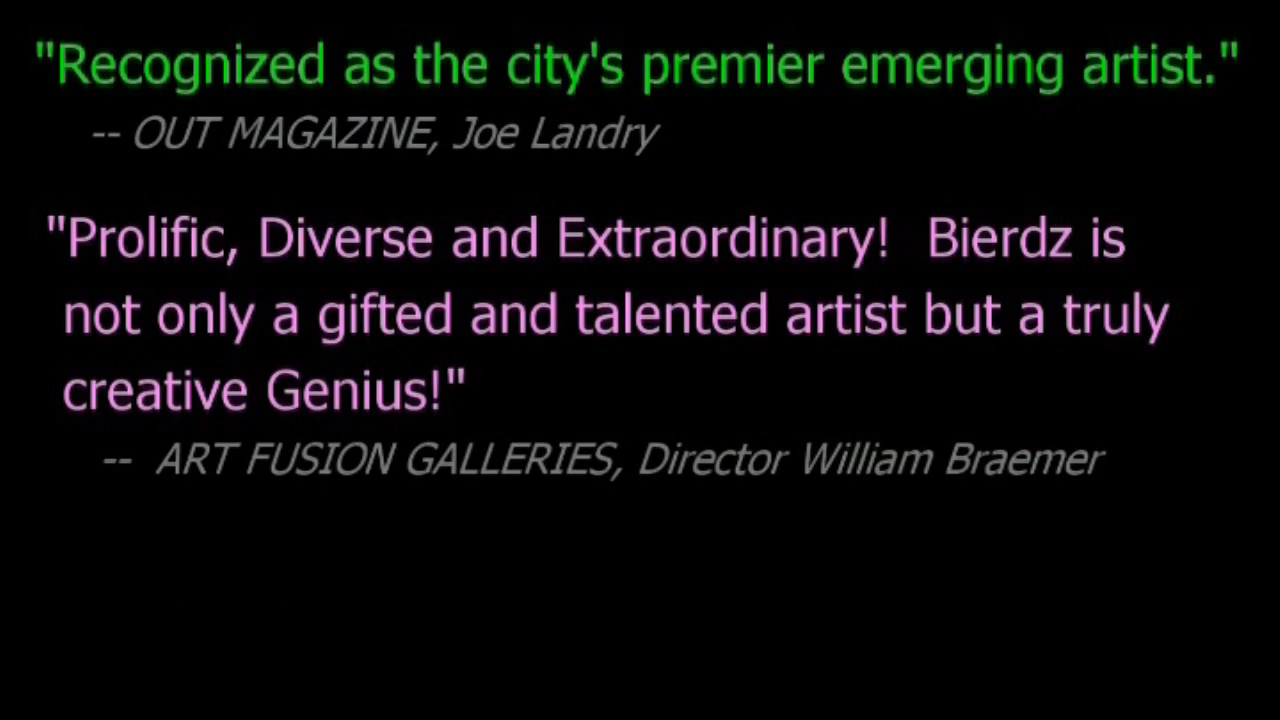 "Recognized as the city's premier emerging artist."
-- OUT MAGAZINE, Joe Landry
"Prolific, Diverse and Extraordinary!  Bierdz is
not only a gifted and talented artist but a truly
creative Genius!"
--  ART FUSION GALLERIES, Director William Braemer